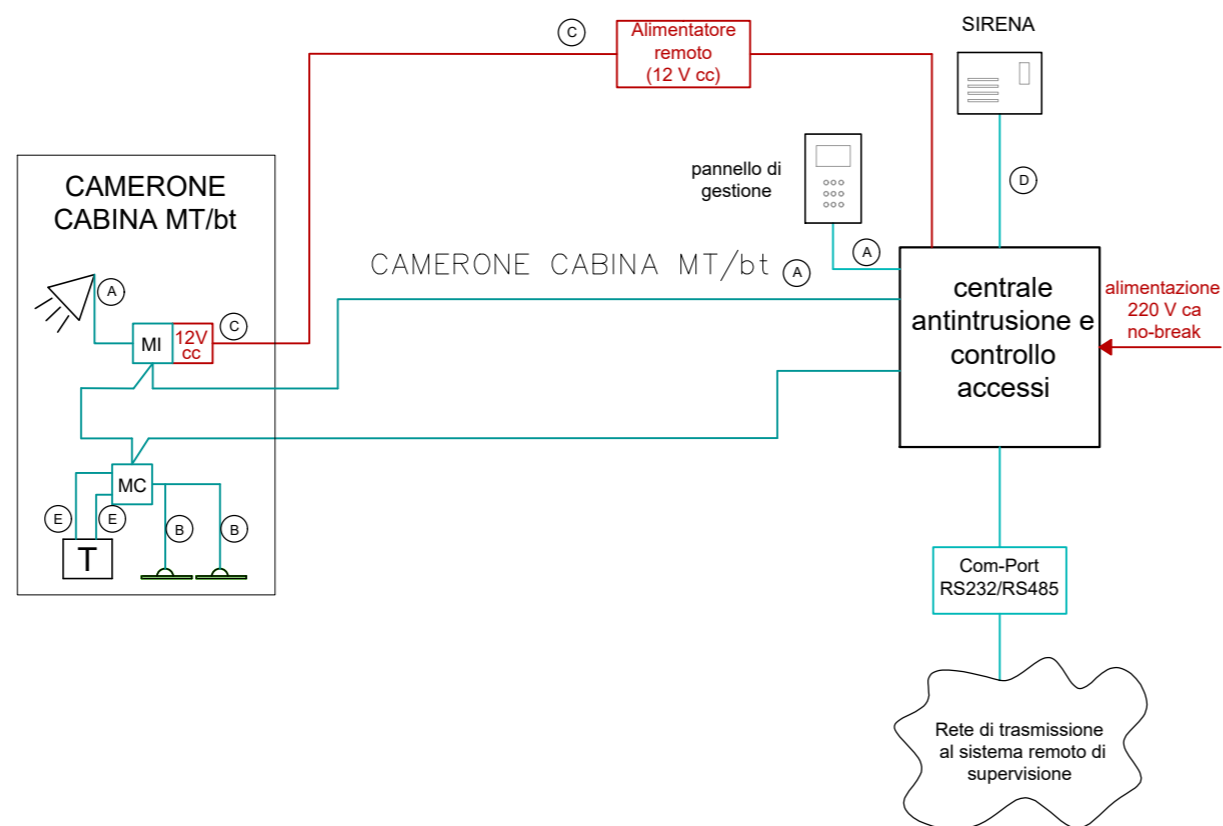 SIRENA
C
Alimentatore
remoto
(12 V cc)
pannello di
gestione
D
A
CAMERONE
CABINA MT/bt
CAMERONE CABINA MT/bt
A
A
centrale
antintrusione e
controllo
accessi
alimentazione
220 V ca
no-break
MI
12V
cc
C
MC
E
E
B
B
T
Com-Port
RS232/RS485
Rete di trasmissione
al sistema remoto di
supervisione